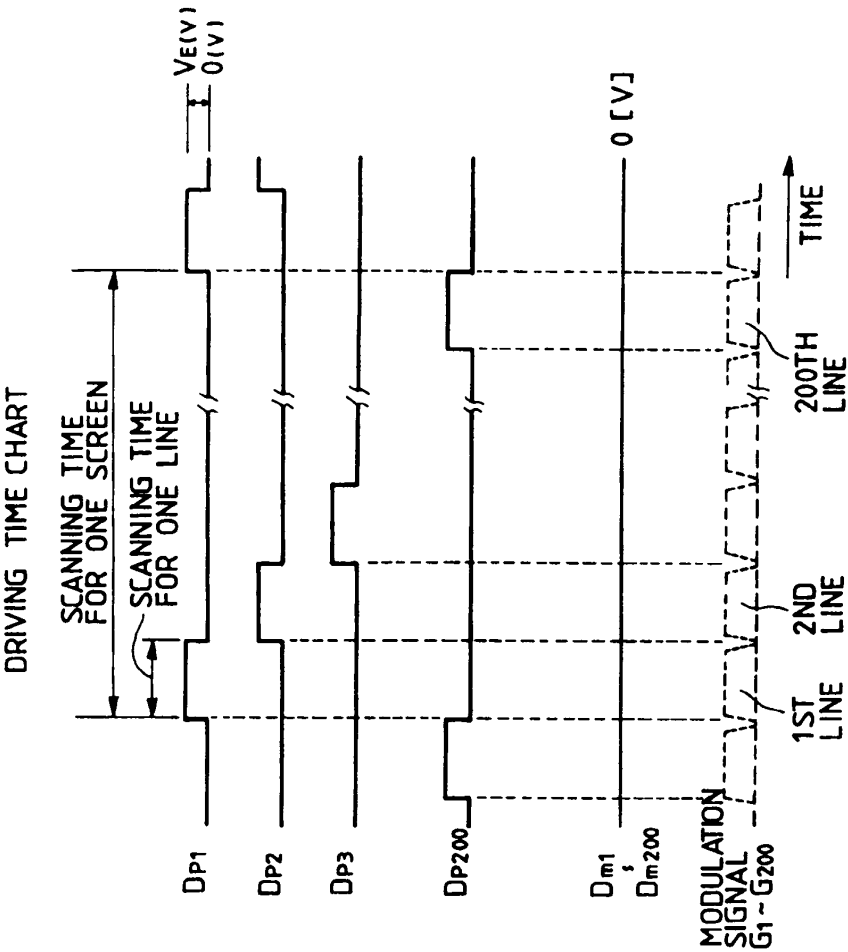 DRIVING TIME CHART
SCANNING TIME
FOR ONE SCREEN
SCANNING TIME
FOR ONE LINE
VE(V)
0(V)
DP1
DP2
DP3
DP200
Dm1
Dm200
0 [V]
MODULATION
SIGNAL
G1~G200
1ST
LINE
2ND
LINE
200TH
LINE
TIME